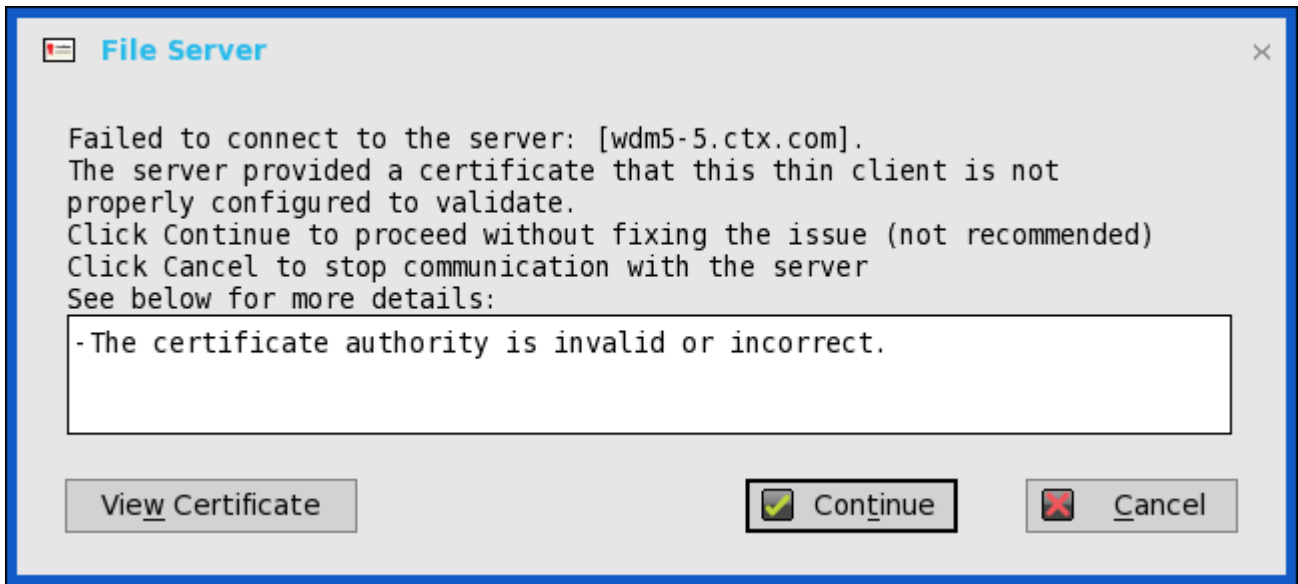 File Server
Failed to connect to the server: [wdm5-5.ctx.com].
The server provided a certificate that this thin client is not
properly configured to validate.
Click Continue to proceed without fixing the issue (not recommended)
Click Cancel to stop communication with the server
See below for more details:
-The certificate authority is invalid or incorrect.
View Certificate
Continue
Cancel